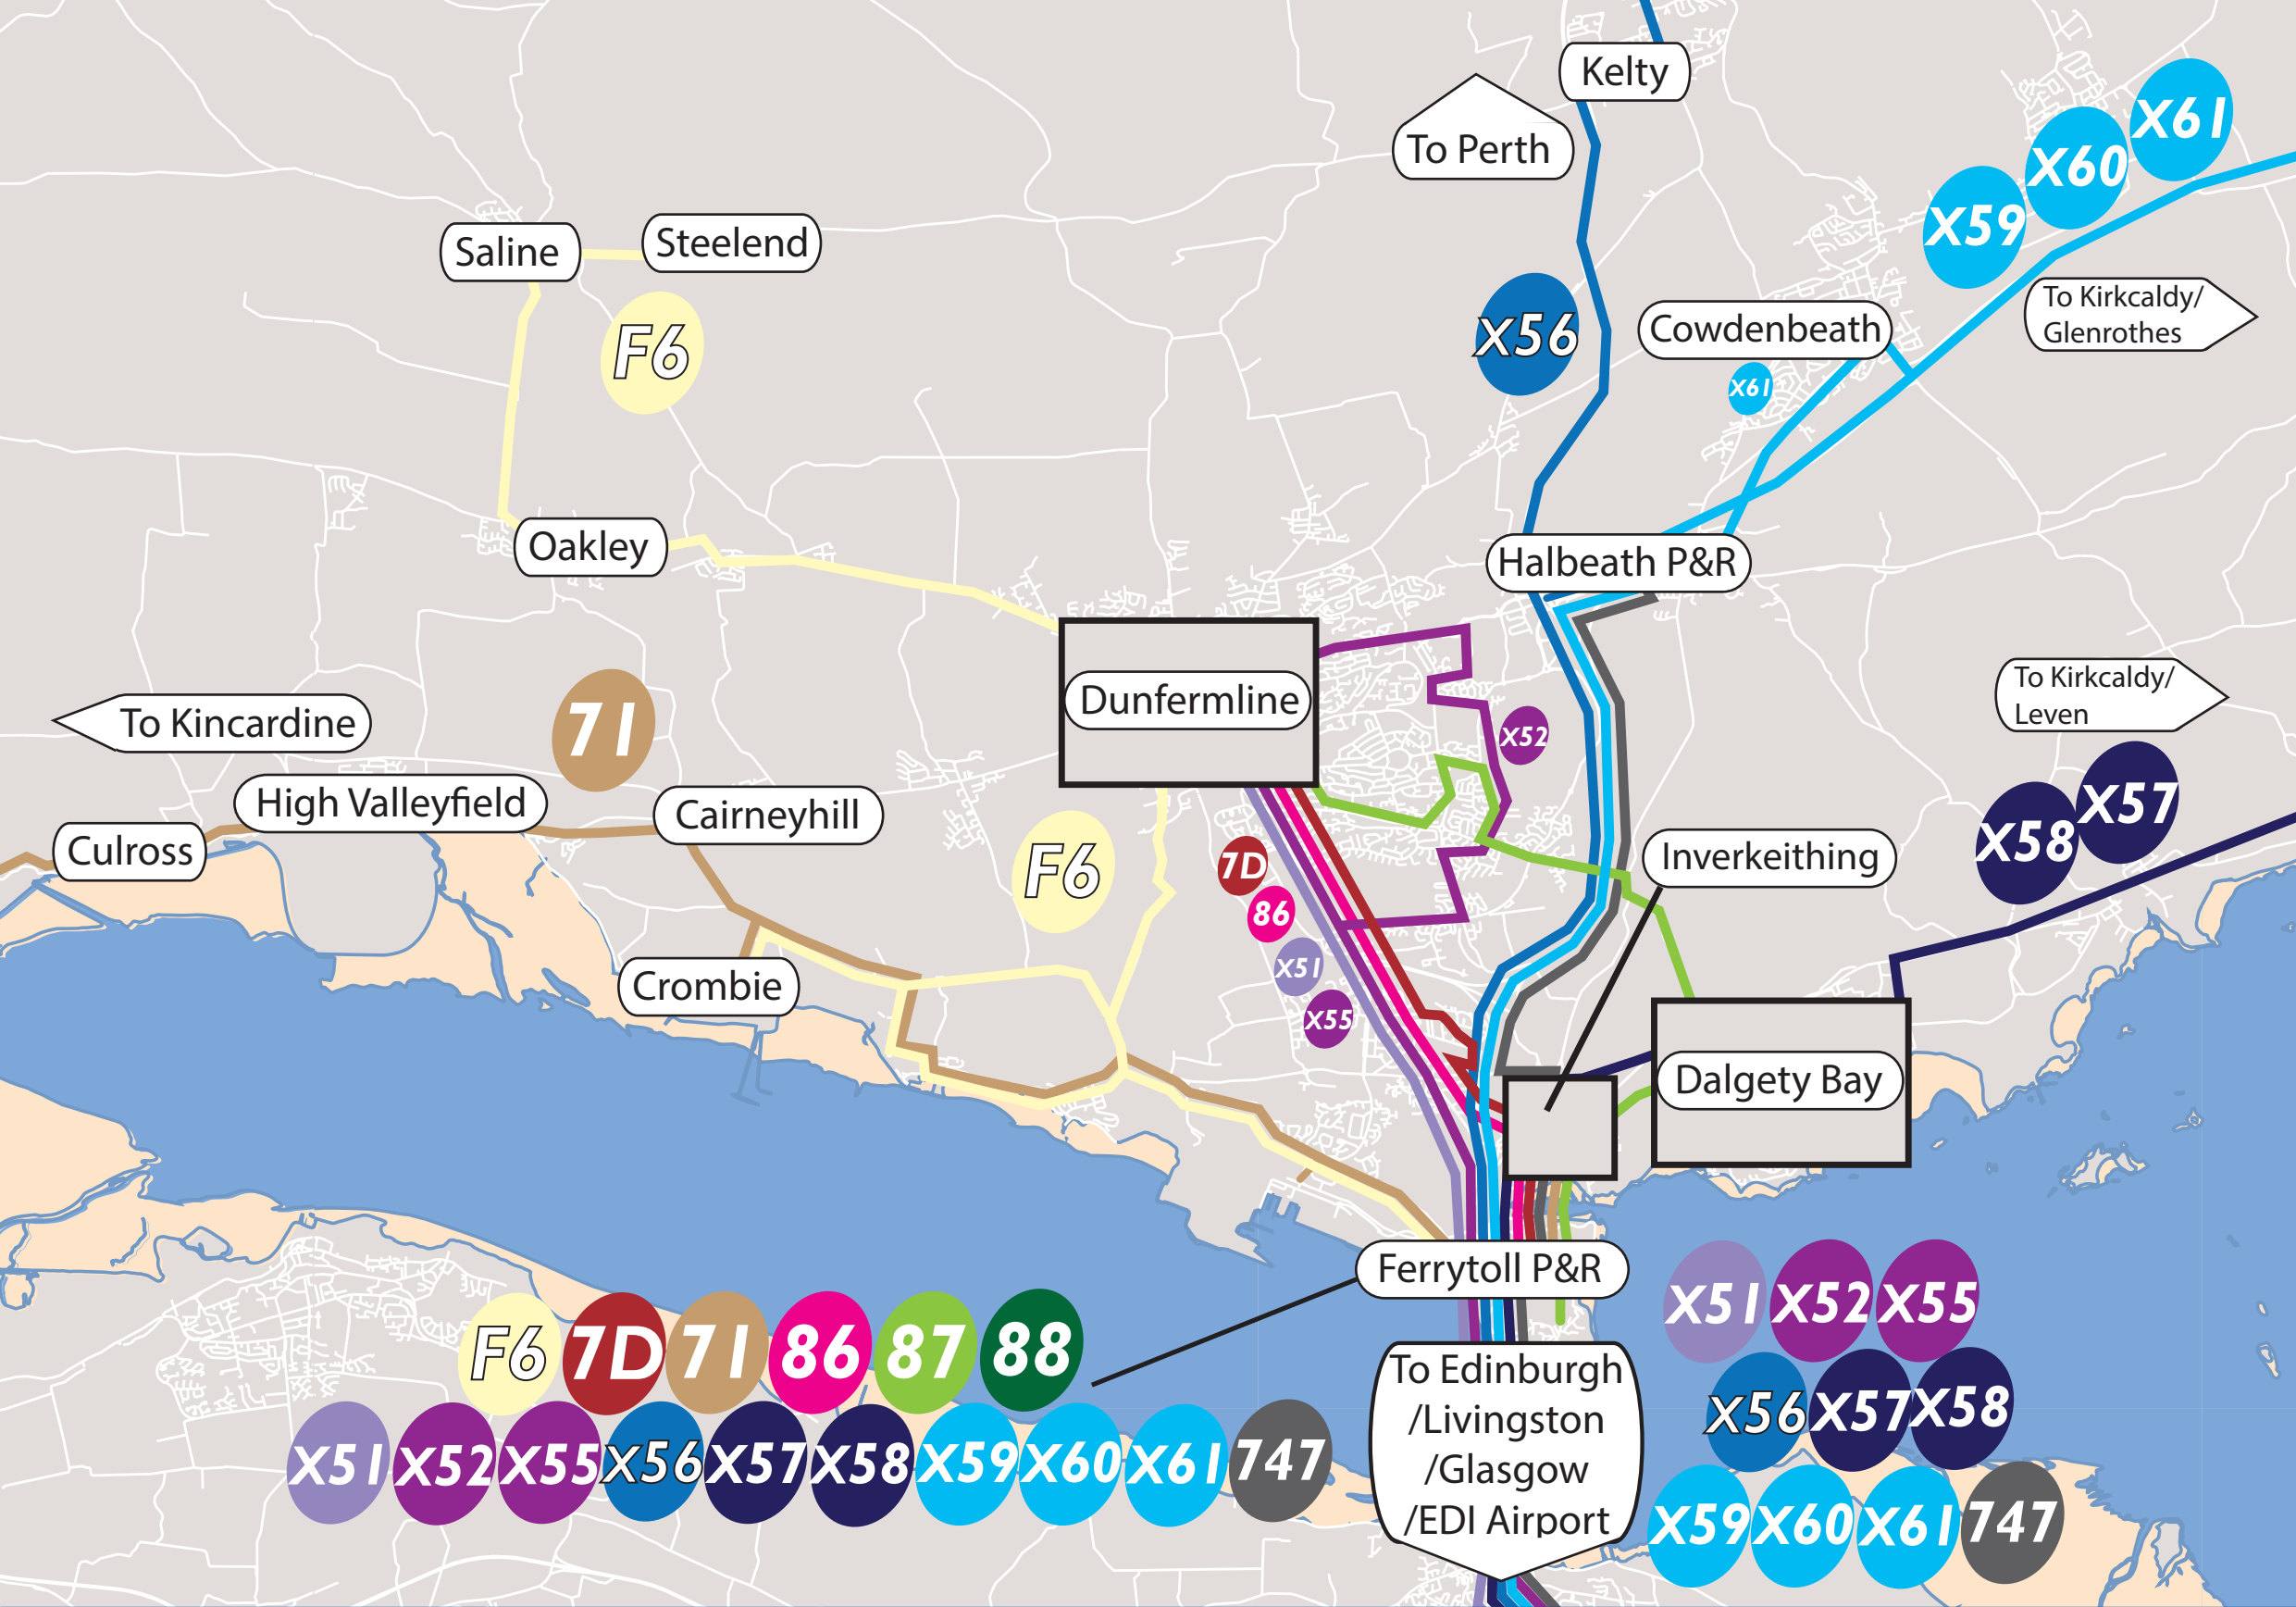 Kelty
To Perth
X61
X60
X59
Saline
Steelend
F6
X56
Cowdenbeath
To Kirkcaldy/
Glenrothes
X61
Oakley
Halbeath P&R
Dunfermline
To Kirkcaldy/
Leven
To Kincardine
71
X52
High Valleyfield
Cairneyhill
Culross
X57
X58
F6
7D
86
X51
X55
Inverkeithing
Crombie
Dalgety Bay
Ferrytoll P&R
F6 7D 71 86 87 88
X51 X52 X55 X56 X57 X58 X59 X60 X61 747
To Edinburgh
/Livingston
/Glasgow
/EDI Airport
X51 X52 X55
X56 X57 X58
X59 X60 X61 747